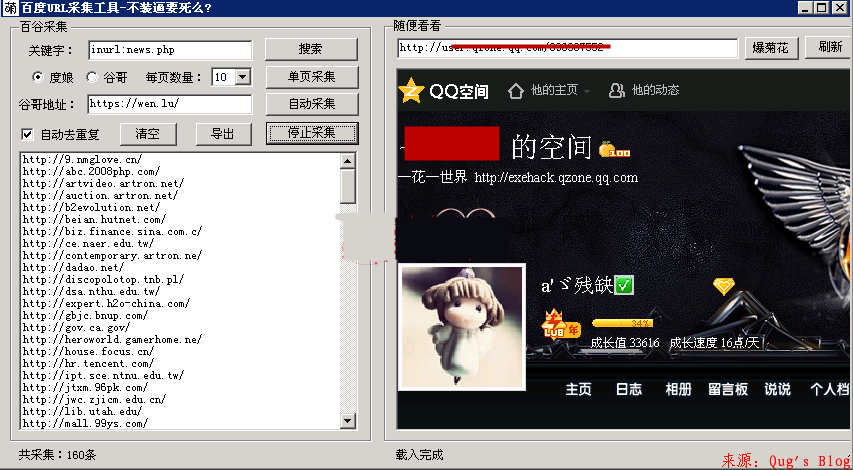 百度URL采集工具-不装逼要死么?
百谷采集
关键字: inurl:news.php 搜索
度娘 谷哥 每页数量: 10 单页采集
谷哥地址: https://wen.lu/ 自动采集
自动去重复 清空 导出 停止采集
http://9.nmglove.cn/
http://abc.2008php.com/
http://artvideo.artron.net/
http://auction.artron.net/
http://b2evolution.net/
http://beian.hutnet.com/
http://biz.finance.sina.com.c/
http://ce.naer.edu.tw/
http://contemporary.artron.ne/
http://dadao.net/
http://discopolotop.tnb.pl/
http://dsa.nthu.edu.tw/
http://expert.h2o-china.com/
http://gbjc.bnup.com/
http://gov.ca.gov/
http://heroworld.gamerhome.ne/
http://house.focus.cn/
http://hr.tencent.com/
http://ipt.sce.ntnu.edu.tw/
http://jtxm.96pk.com/
http://jwc.zjicm.edu.cn/
http://lib.utah.edu/
http://mall.99ys.com/
共采集:160条
随便看看
http://user.qzone.qq.com/ 爆菊花 刷新
QQ空间 他的主页 他的动态
的空间 100
一花一世界 http://exehack.qzone.qq.com
a'ゞ残缺✅
LUB 年 34%
成长值 33616 成长速度 16点/天
主页 日志 相册 留言板 说说 个人档
载入完成
来源: Qug's Blog